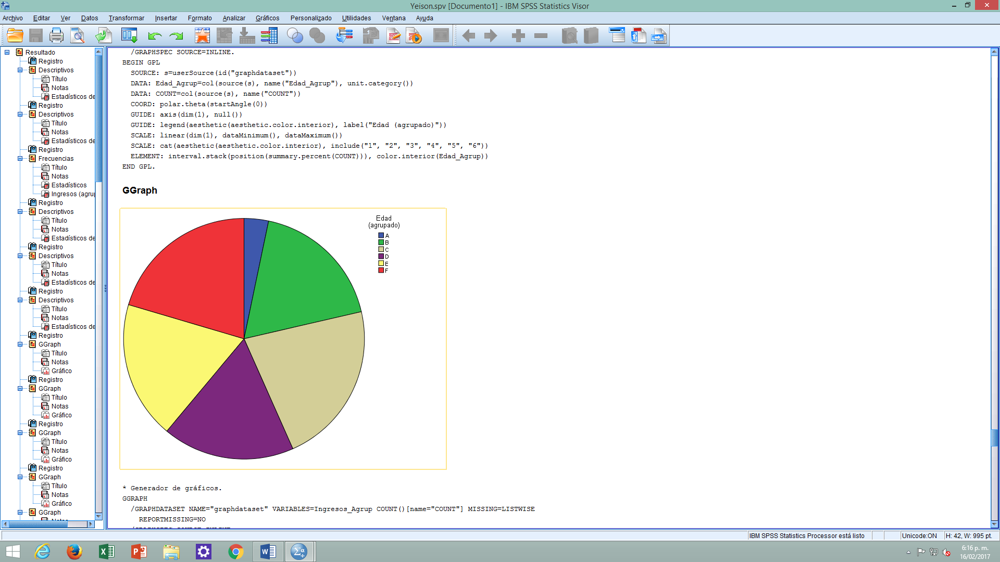 Yeison.spv [Documento1] - IBM SPSS Statistics Visor
Archivo Editar Ver Datos Transformar Insertar Formato Analizar Gráficos Personalizado Utilidades Ventana Ayuda
Resultado
Registro
Descriptivos
Título
Notas
Estadísticos de
Registro
Descriptivos
Título
Notas
Estadísticos de
Registro
Frecuencias
Título
Notas
Estadísticos
Ingresos (agru
Registro
Descriptivos
Título
Notas
Estadísticos de
Registro
Descriptivos
Título
Notas
Estadísticos de
Registro
Descriptivos
Título
Notas
Estadísticos de
Registro
GGraph
Título
Notas
Gráfico
Registro
GGraph
Título
Notas
Gráfico
Registro
GGraph
Título
Notas
Gráfico
Registro
GGraph
Título
Notas
Gráfico
GGraph
/GRAPHSPEC SOURCE=INLINE.
BEGIN GPL
SOURCE: s=userSource(id("graphdataset"))
DATA: Edad_Agrup=col(source(s), name("Edad_Agrup"), unit.category())
DATA: COUNT=col(source(s), name("COUNT"))
COORD: polar.theta(startAngle(0))
GUIDE: axis(dim(1), null())
GUIDE: legend(aesthetic(aesthetic.color.interior), label("Edad (agrupado)"))
SCALE: linear(dim(1), dataMinimum(), dataMaximum())
SCALE: cat(aesthetic(aesthetic.color.interior), include("1", "2", "3", "4", "5", "6"))
ELEMENT: interval.stack(position(summary.percent(COUNT))), color.interior(Edad_Agrup))
END GPL.
GGraph
Edad
(agrupado)
A
B
C
D
E
F
* Generador de gráficos.
GGRAPH
/GRAPHDATASET NAME="graphdataset" VARIABLES=Ingresos_Agrup COUNT()[name="COUNT"] MISSING=LISTWISE
REPORTMISSING=NO
IBM SPSS Statistics Processor está listo
Unicode:ON
H: 42, W: 995 pt.
6:16 p. m.
16/02/2017